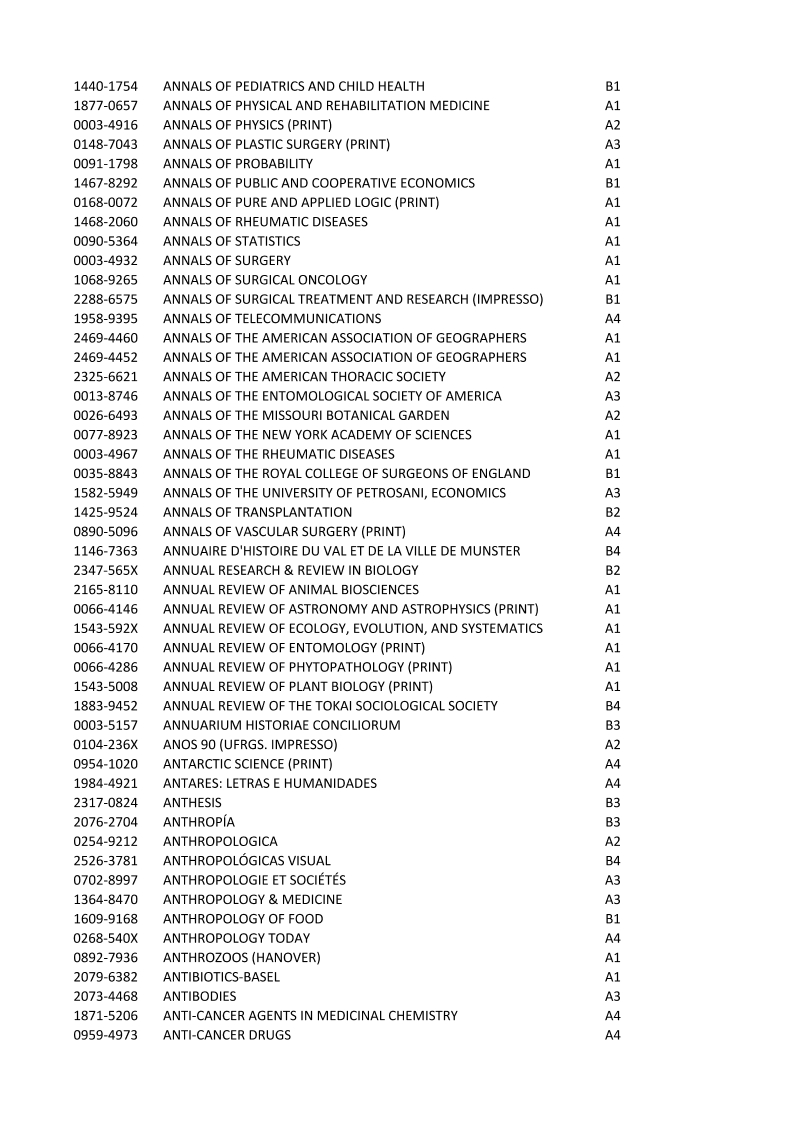 1440-1754 ANNALS OF PEDIATRICS AND CHILD HEALTH B1
1877-0657 ANNALS OF PHYSICAL AND REHABILITATION MEDICINE A1
0003-4916 ANNALS OF PHYSICS (PRINT) A2
0148-7043 ANNALS OF PLASTIC SURGERY (PRINT) A3
0091-1798 ANNALS OF PROBABILITY A1
1467-8292 ANNALS OF PUBLIC AND COOPERATIVE ECONOMICS B1
0168-0072 ANNALS OF PURE AND APPLIED LOGIC (PRINT) A1
1468-2060 ANNALS OF RHEUMATIC DISEASES A1
0090-5364 ANNALS OF STATISTICS A1
0003-4932 ANNALS OF SURGERY A1
1068-9265 ANNALS OF SURGICAL ONCOLOGY A1
2288-6575 ANNALS OF SURGICAL TREATMENT AND RESEARCH (IMPRESSO) B1
1958-9395 ANNALS OF TELECOMMUNICATIONS A4
2469-4460 ANNALS OF THE AMERICAN ASSOCIATION OF GEOGRAPHERS A1
2469-4452 ANNALS OF THE AMERICAN ASSOCIATION OF GEOGRAPHERS A1
2325-6621 ANNALS OF THE AMERICAN THORACIC SOCIETY A2
0013-8746 ANNALS OF THE ENTOMOLOGICAL SOCIETY OF AMERICA A3
0026-6493 ANNALS OF THE MISSOURI BOTANICAL GARDEN A2
0077-8923 ANNALS OF THE NEW YORK ACADEMY OF SCIENCES A1
0003-4967 ANNALS OF THE RHEUMATIC DISEASES A1
0035-8843 ANNALS OF THE ROYAL COLLEGE OF SURGEONS OF ENGLAND B1
1582-5949 ANNALS OF THE UNIVERSITY OF PETROSANI, ECONOMICS A3
1425-9524 ANNALS OF TRANSPLANTATION B2
0890-5096 ANNALS OF VASCULAR SURGERY (PRINT) A4
1146-7363 ANNUAIRE D'HISTOIRE DU VAL ET DE LA VILLE DE MUNSTER B4
2347-565X ANNUAL RESEARCH & REVIEW IN BIOLOGY B2
2165-8110 ANNUAL REVIEW OF ANIMAL BIOSCIENCES A1
0066-4146 ANNUAL REVIEW OF ASTRONOMY AND ASTROPHYSICS (PRINT) A1
1543-592X ANNUAL REVIEW OF ECOLOGY, EVOLUTION, AND SYSTEMATICS A1
0066-4170 ANNUAL REVIEW OF ENTOMOLOGY (PRINT) A1
0066-4286 ANNUAL REVIEW OF PHYTOPATHOLOGY (PRINT) A1
1543-5008 ANNUAL REVIEW OF PLANT BIOLOGY (PRINT) A1
1883-9452 ANNUAL REVIEW OF THE TOKAI SOCIOLOGICAL SOCIETY B4
0003-5157 ANNUARIUM HISTORIAE CONCILIORUM B3
0104-236X ANOS 90 (UFRGS. IMPRESSO) A2
0954-1020 ANTARCTIC SCIENCE (PRINT) A4
1984-4921 ANTARES: LETRAS E HUMANIDADES A4
2317-0824 ANTHESIS B3
2076-2704 ANTHROPÍA B3
0254-9212 ANTHROPOLOGICA A2
2526-3781 ANTHROPOLÓGICAS VISUAL B4
0702-8997 ANTHROPOLOGIE ET SOCIÉTÉS A3
1364-8470 ANTHROPOLOGY & MEDICINE A3
1609-9168 ANTHROPOLOGY OF FOOD B1
0268-540X ANTHROPOLOGY TODAY A4
0892-7936 ANTHROZOOS (HANOVER) A1
2079-6382 ANTIBIOTICS-BASEL A1
2073-4468 ANTIBODIES A3
1871-5206 ANTI-CANCER AGENTS IN MEDICINAL CHEMISTRY A4
0959-4973 ANTI-CANCER DRUGS A4